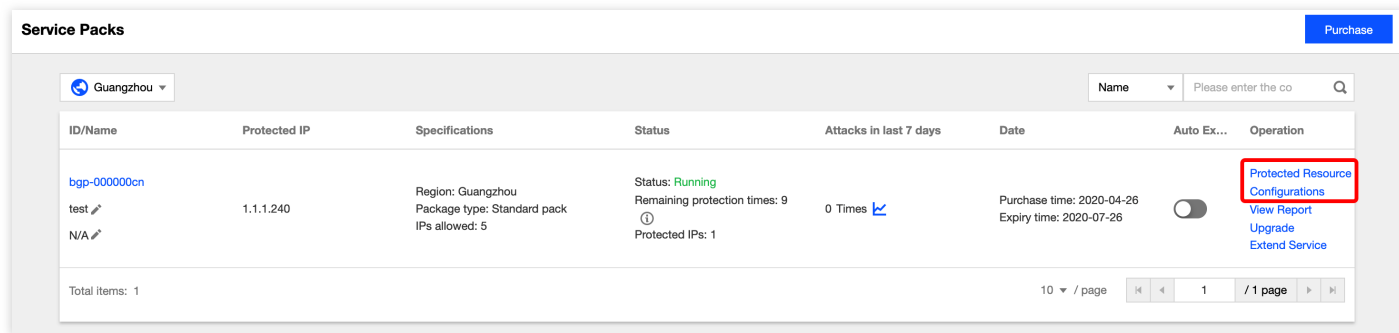 Service Packs
Purchase
Guangzhou
Name
Please enter the co
ID/Name Protected IP Specifications Status Attacks in last 7 days Date Auto Ex... Operation
bgp-000000cn
test
N/A
1.1.1.240
Region: Guangzhou
Package type: Standard pack
IPs allowed: 5
Status: Running
Remaining protection times: 9
Protected IPs: 1
0 Times
Purchase time: 2020-04-26
Expiry time: 2020-07-26
Protected Resource
Configurations
View Report
Upgrade
Extend Service
Total items: 1
10 / page
1 / 1 page